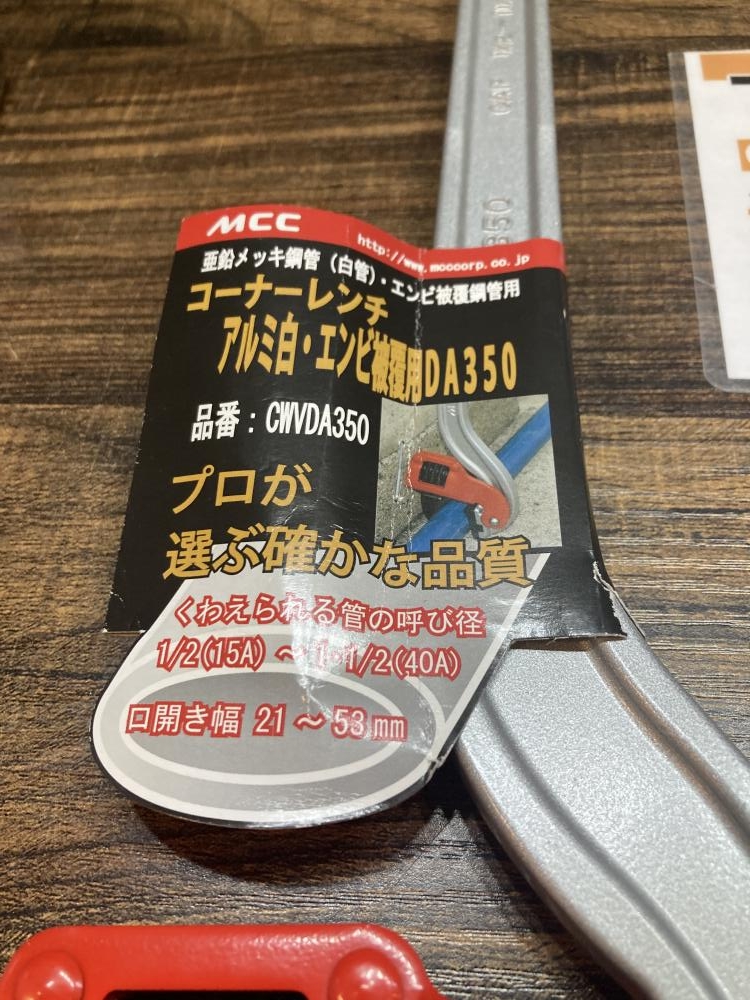 MCC
http://www.mcccorp.co.jp
亜鉛メッキ鋼管（白管）・エンビ被覆鋼管用
コーナーレンチ
アルミ白・エンビ被覆用DA350
品番：CWVDA350
プロが
選ぶ確かな品質
くわえられる管の呼び径
1/2(15A) ～ 1・1/2(40A)
口開き幅 21 ～ 53mm
350